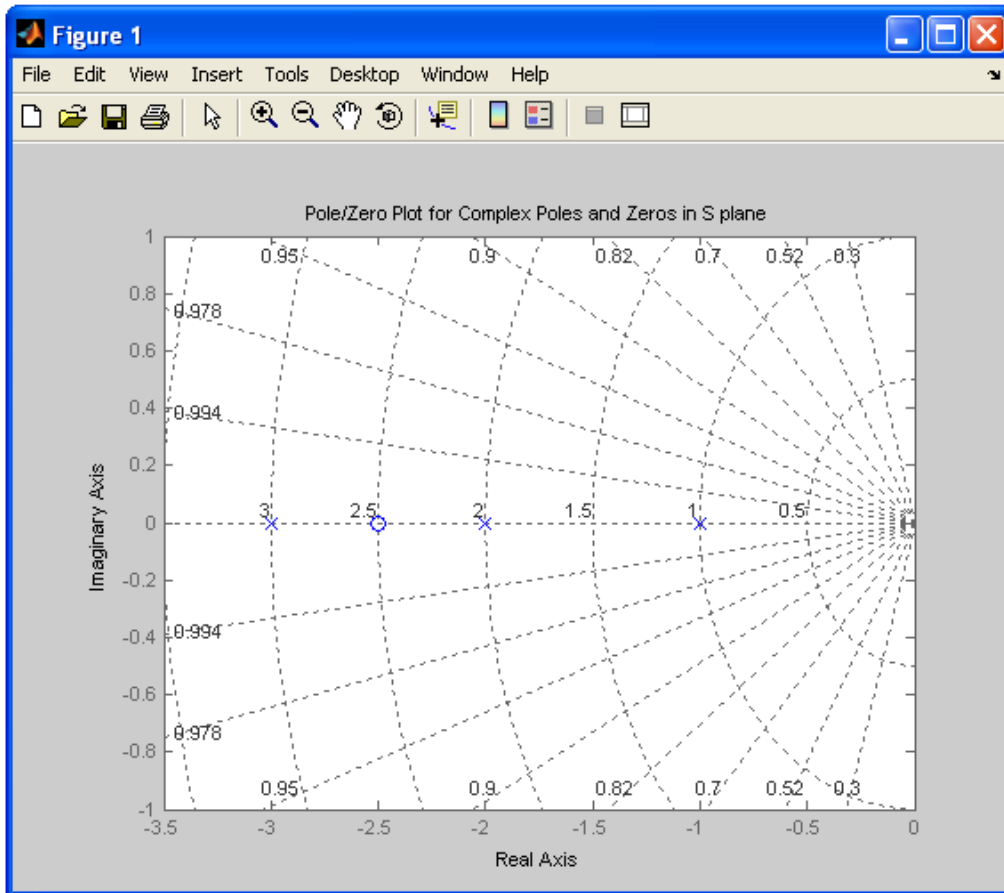 Figure 1
File Edit View Insert Tools Desktop Window Help
Pole/Zero Plot for Complex Poles and Zeros in S plane
1
0.8
0.6
0.4
0.2
0
-0.2
-0.4
-0.6
-0.8
-1
Imaginary Axis
0.95 0.9 0.82 0.7 0.52 0.3
0.978
0.994
3 2.5 2 1.5 1 0.5
0.994
0.978
0.95 0.9 0.82 0.7 0.52 0.3
-3.5 -3 -2.5 -2 -1.5 -1 -0.5 0
Real Axis